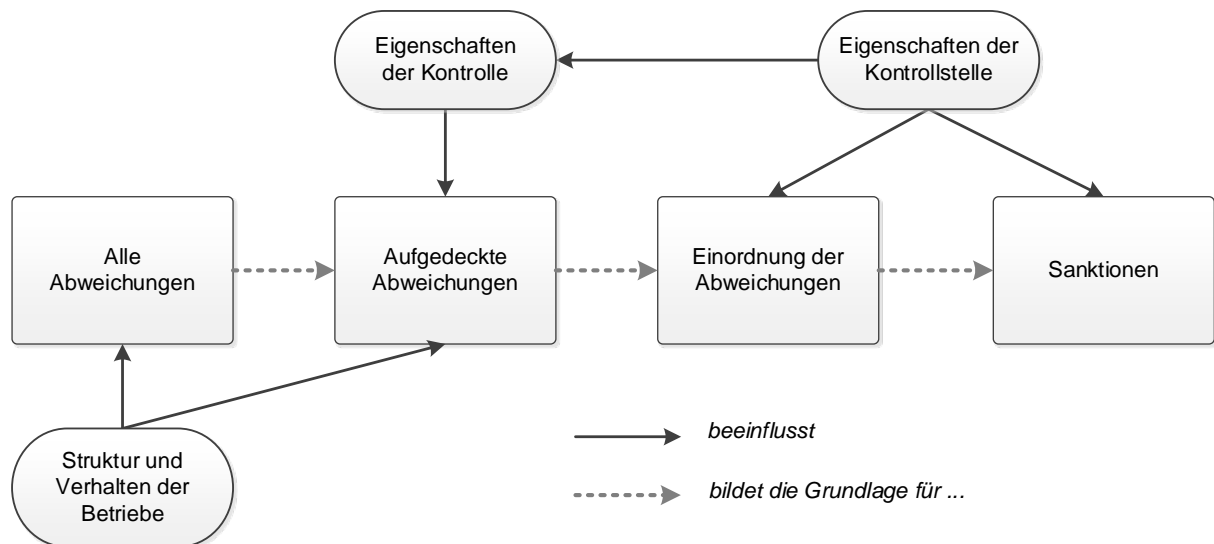 Eigenschaften
der Kontrolle
Eigenschaften der
Kontrollstelle
Alle
Abweichungen
Aufgedeckte
Abweichungen
Einordnung der
Abweichungen
Sanktionen
Struktur und
Verhalten der
Betriebe
beeinflusst
bildet die Grundlage für ...